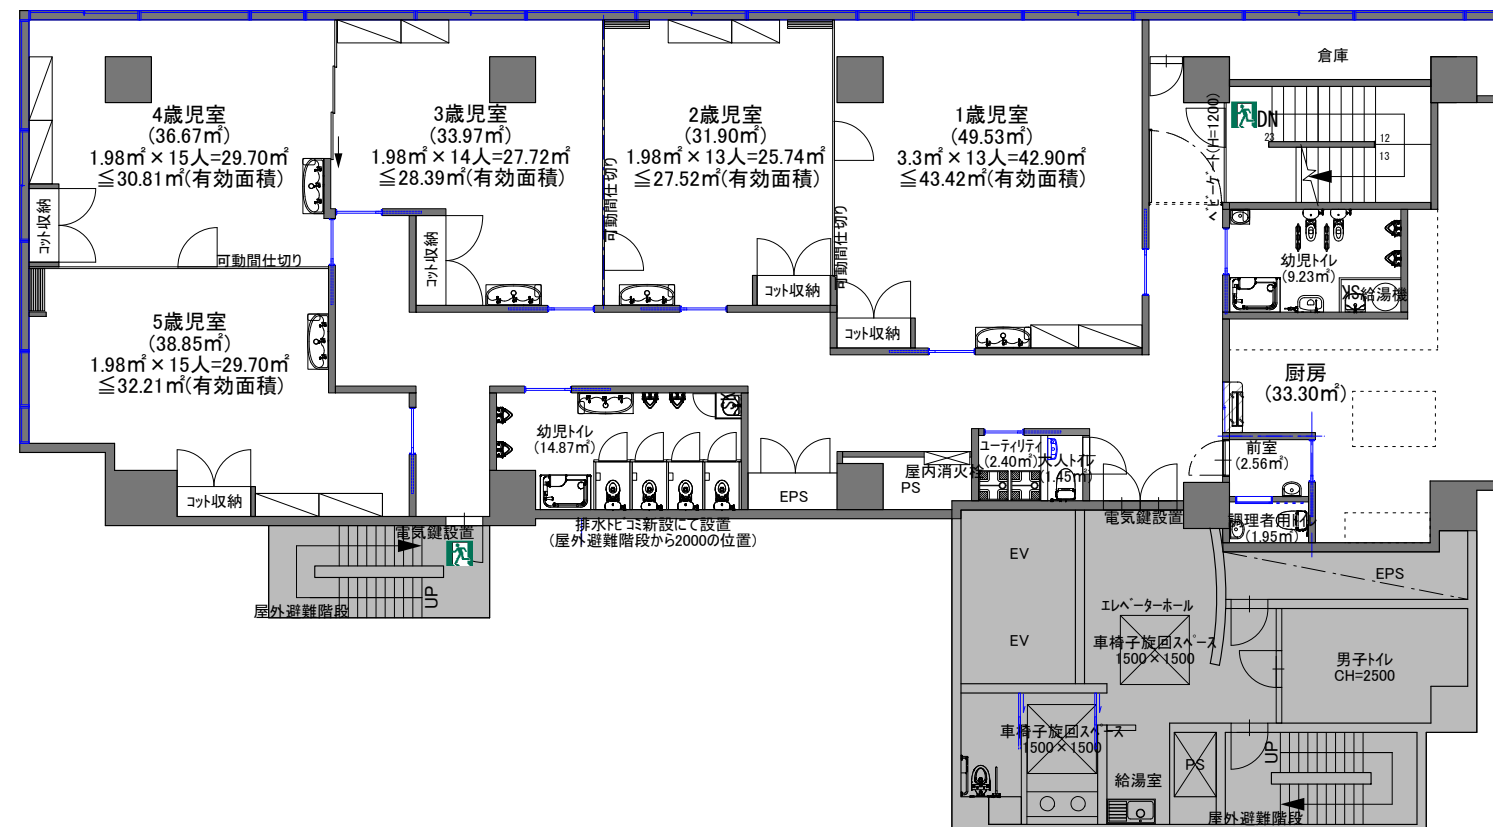 倉庫
4歳児室
(36.67㎡)
1.98㎡×15人=29.70㎡
≦30.81㎡(有効面積)
3歳児室
(33.97㎡)
1.98㎡×14人=27.72㎡
≦28.39㎡(有効面積)
2歳児室
(31.90㎡)
1.98㎡×13人=25.74㎡
≦27.52㎡(有効面積)
1歳児室
(49.53㎡)
3.3㎡×13人=42.90㎡
≦43.42㎡(有効面積)
ベビーゲート(H=1200)
DN
23
12
13
コット収納
可動間仕切り
コット収納
可動間仕切り
コット収納
可動間仕切り
コット収納
幼児トイレ
(9.23㎡)
SK
給湯機
5歳児室
(38.85㎡)
1.98㎡×15人=29.70㎡
≦32.21㎡(有効面積)
コット収納
幼児トイレ
(14.87㎡)
SK
EPS
屋内消火栓
PS
ユーティリティ
(2.40㎡)
大人トイレ
(1.45㎡)
厨房
(33.30㎡)
前室
(2.56㎡)
調理者用トイレ
(1.95㎡)
電気鍵設置
排水トビコミ新設にて設置
(屋外避難階段から2000の位置)
電気鍵設置
UP
屋外避難階段
EV
EV
エレベーターホール
車椅子旋回スペース
1500×1500
EPS
男子トイレ
CH=2500
車椅子旋回スペース
1500×1500
給湯室
PS
UP
屋外避難階段